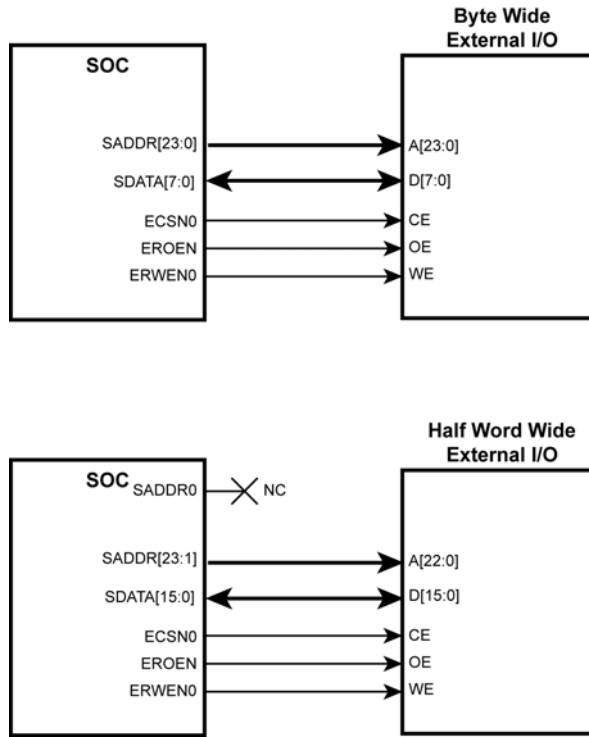 Byte Wide
External I/O
SOC
SADDR[23:0]
A[23:0]
SDATA[7:0]
D[7:0]
ECSN0
CE
EROEN
OE
ERWEN0
WE
Half Word Wide
External I/O
SOC
SADDR0
NC
SADDR[23:1]
A[22:0]
SDATA[15:0]
D[15:0]
ECSN0
CE
EROEN
OE
ERWEN0
WE